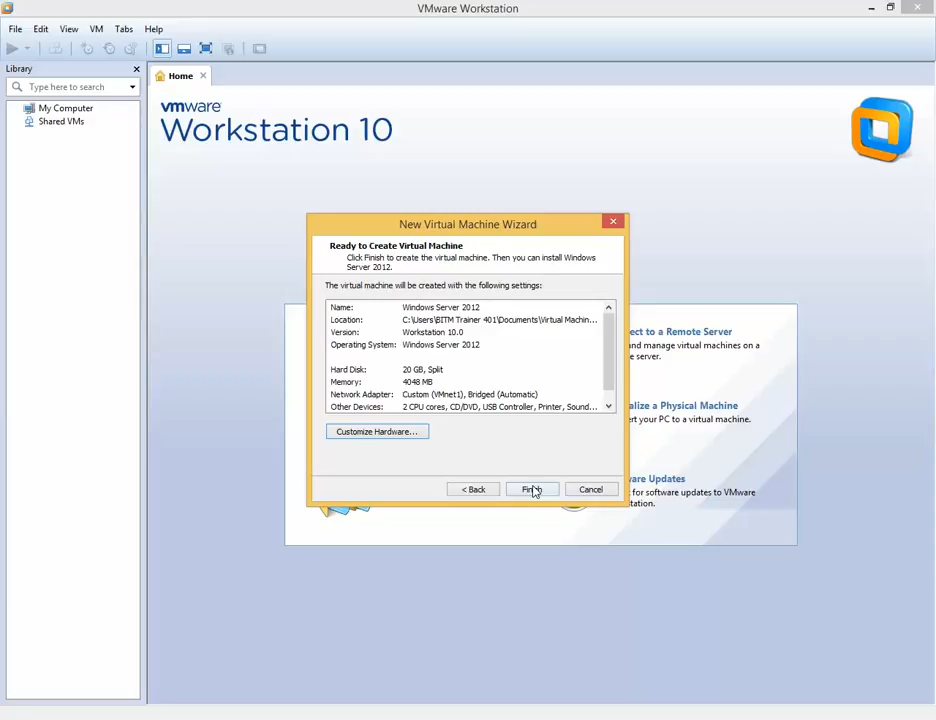 VMware Workstation
File Edit View VM Tabs Help
Library
Type here to search
My Computer
Shared VMs
Home
vmware
Workstation 10
New Virtual Machine Wizard
Ready to Create Virtual Machine
Click Finish to create the virtual machine. Then you can install Windows
Server 2012.
The virtual machine will be created with the following settings:
Name: Windows Server 2012
Location: C:\Users\BITM Trainer 401\Documents\Virtual Machin...
Version: Workstation 10.0
Operating System: Windows Server 2012
Hard Disk: 20 GB, Split
Memory: 4048 MB
Network Adapter: Custom (VMnet1), Bridged (Automatic)
Other Devices: 2 CPU cores, CD/DVD, USB Controller, Printer, Sound...
Customize Hardware...
< Back Finish Cancel
ect to a Remote Server
and manage virtual machines on a
e server.
alize a Physical Machine
ert your PC to a virtual machine.
ware Updates
for software updates to VMware
station.